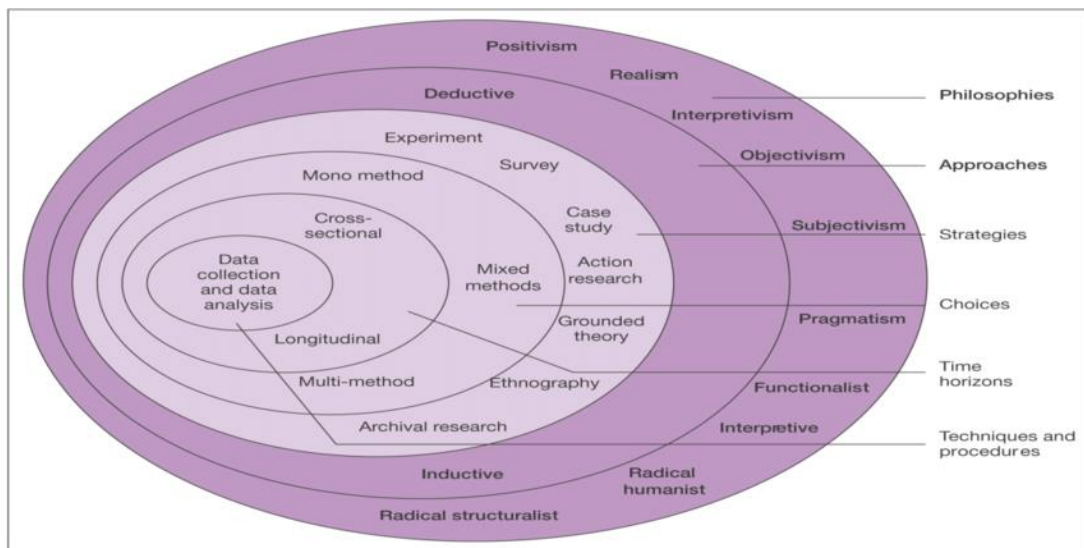 Positivism
Realism
Philosophies
Deductive
Interpretivism
Experiment
Objectivism
Survey
Approaches
Mono method
Case
study
Cross-
sectional
Subjectivism
Strategies
Data
collection
and data
analysis
Mixed
methods
Action
research
Choices
Grounded
theory
Pragmatism
Longitudinal
Time
horizons
Multi-method
Ethnography
Functionalist
Archival research
Interpretive
Techniques and
procedures
Inductive
Radical
humanist
Radical structuralist